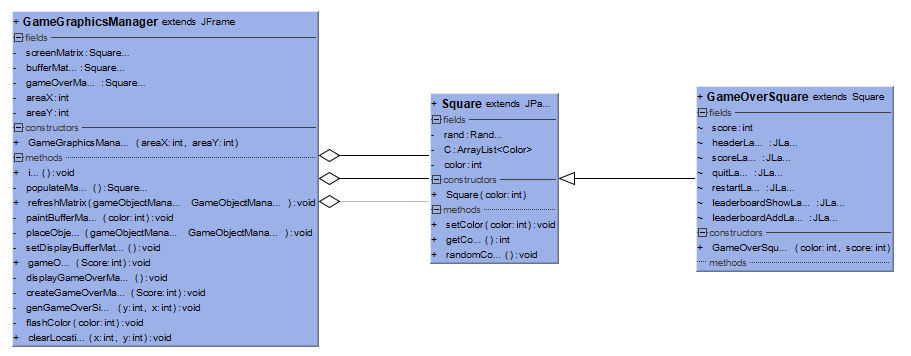 + GameGraphicsManager extends JFrame
fields
- screenMatrix:Square...
- bufferMat... :Square...
- gameOverMa... :Square...
- areaX:int
- areaY:int
constructors
+ GameGraphicsMana... (areaX:int, areaY:int)
methods
+ i... ():void
- populateMa... ():Square...
+ refreshMatrix(gameObjectMana... GameObjectMana... ):void
- paintBufferMa... (color:int):void
- placeObje... (gameObjectMana... GameObjectMana... ):void
- setDisplayBufferMat... ():void
+ gameO... (Score:int):void
- displayGameOverMa... ():void
- createGameOverMa... (Score:int):void
- genGameOverSi... (y:int, x:int):void
- flashColor(color:int):void
+ clearLocati... (x:int, y:int):void
+ Square extends JPa...
fields
- rand:Rand...
- C:ArrayList<Color>
- color:int
constructors
+ Square(color:int)
methods
+ setColor(color:int):void
+ getCo... ():int
+ randomCo... ():void
+ GameOverSquare extends Square
fields
~ score:int
~ headerLa... :JLa...
~ scoreLa... :JLa...
~ quitLa... :JLa...
~ restartLa... :JLa...
~ leaderboardShowLa... :JLa...
~ leaderboardAddLa... :JLa...
constructors
+ GameOverSqu... (color:int, score:int)
methods